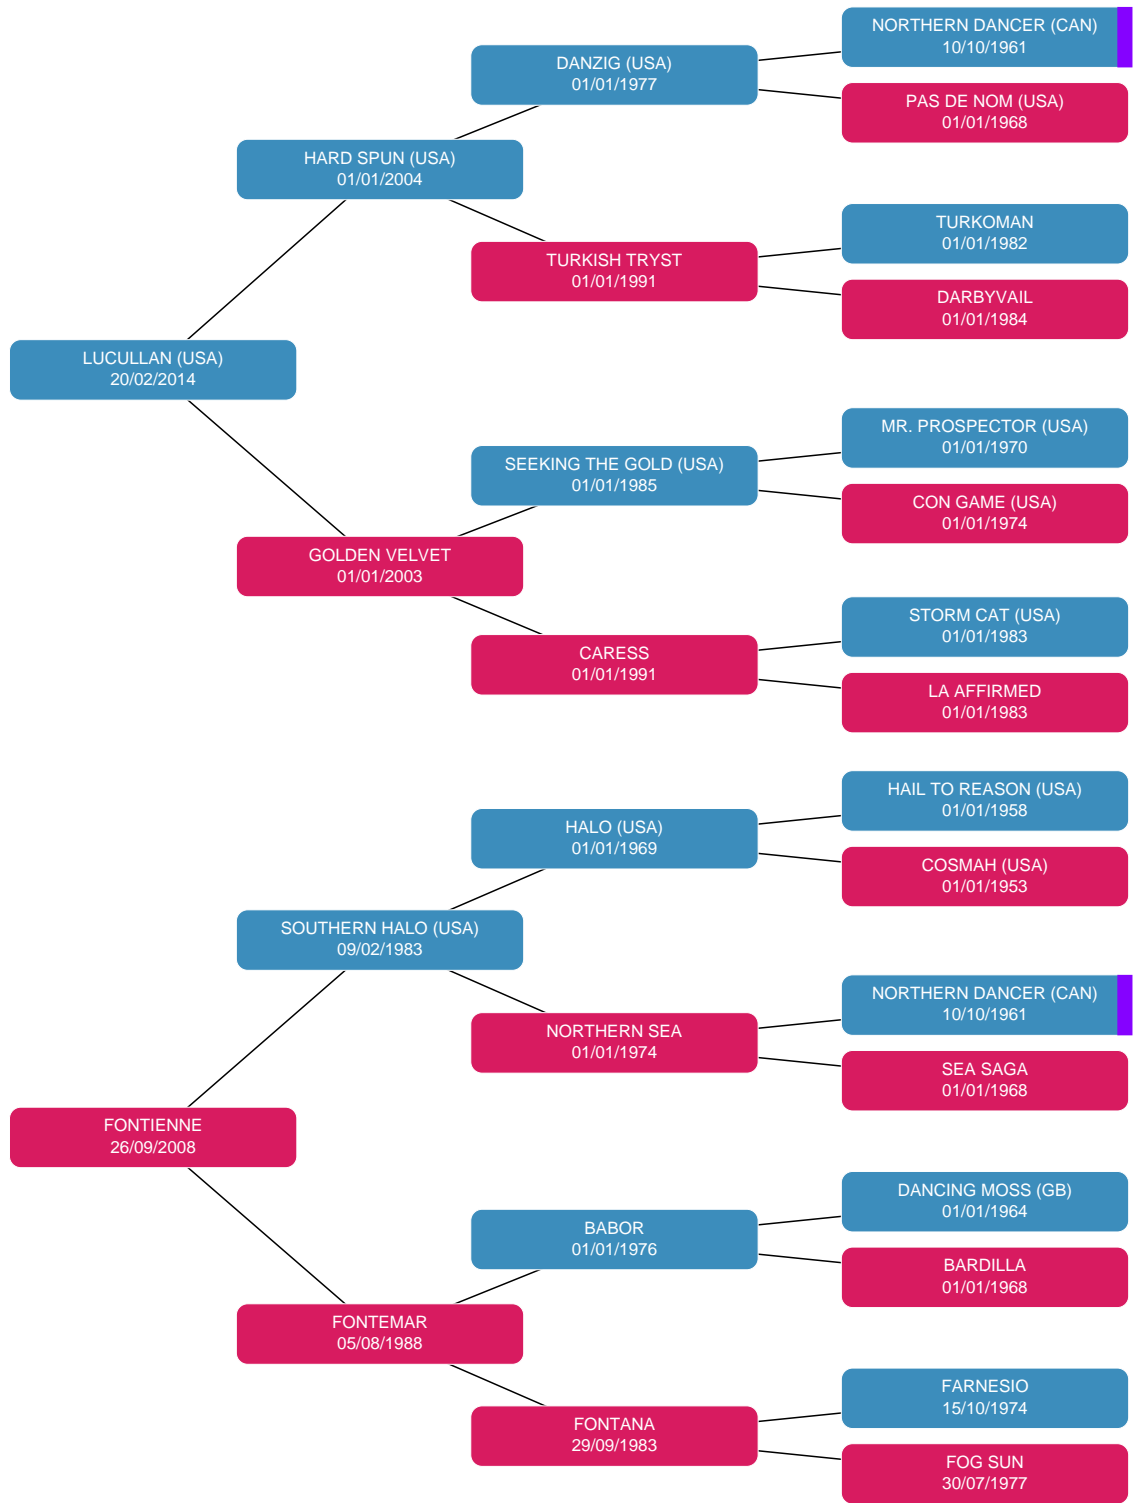 NORTHERN DANCER (CAN)
10/10/1961
DANZIG (USA)
01/01/1977
PAS DE NOM (USA)
01/01/1968
HARD SPUN (USA)
01/01/2004
TURKOMAN
01/01/1982
TURKISH TRYST
01/01/1991
DARBYVAIL
01/01/1984
LUCULLAN (USA)
20/02/2014
MR. PROSPECTOR (USA)
01/01/1970
SEEKING THE GOLD (USA)
01/01/1985
CON GAME (USA)
01/01/1974
GOLDEN VELVET
01/01/2003
STORM CAT (USA)
01/01/1983
CARESS
01/01/1991
LA AFFIRMED
01/01/1983
HAIL TO REASON (USA)
01/01/1958
HALO (USA)
01/01/1969
COSMAH (USA)
01/01/1953
SOUTHERN HALO (USA)
09/02/1983
NORTHERN DANCER (CAN)
10/10/1961
NORTHERN SEA
01/01/1974
SEA SAGA
01/01/1968
FONTIENNE
26/09/2008
DANCING MOSS (GB)
01/01/1964
BABOR
01/01/1976
BARDILLA
01/01/1968
FONTEMAR
05/08/1988
FARNESIO
15/10/1974
FONTANA
29/09/1983
FOG SUN
30/07/1977